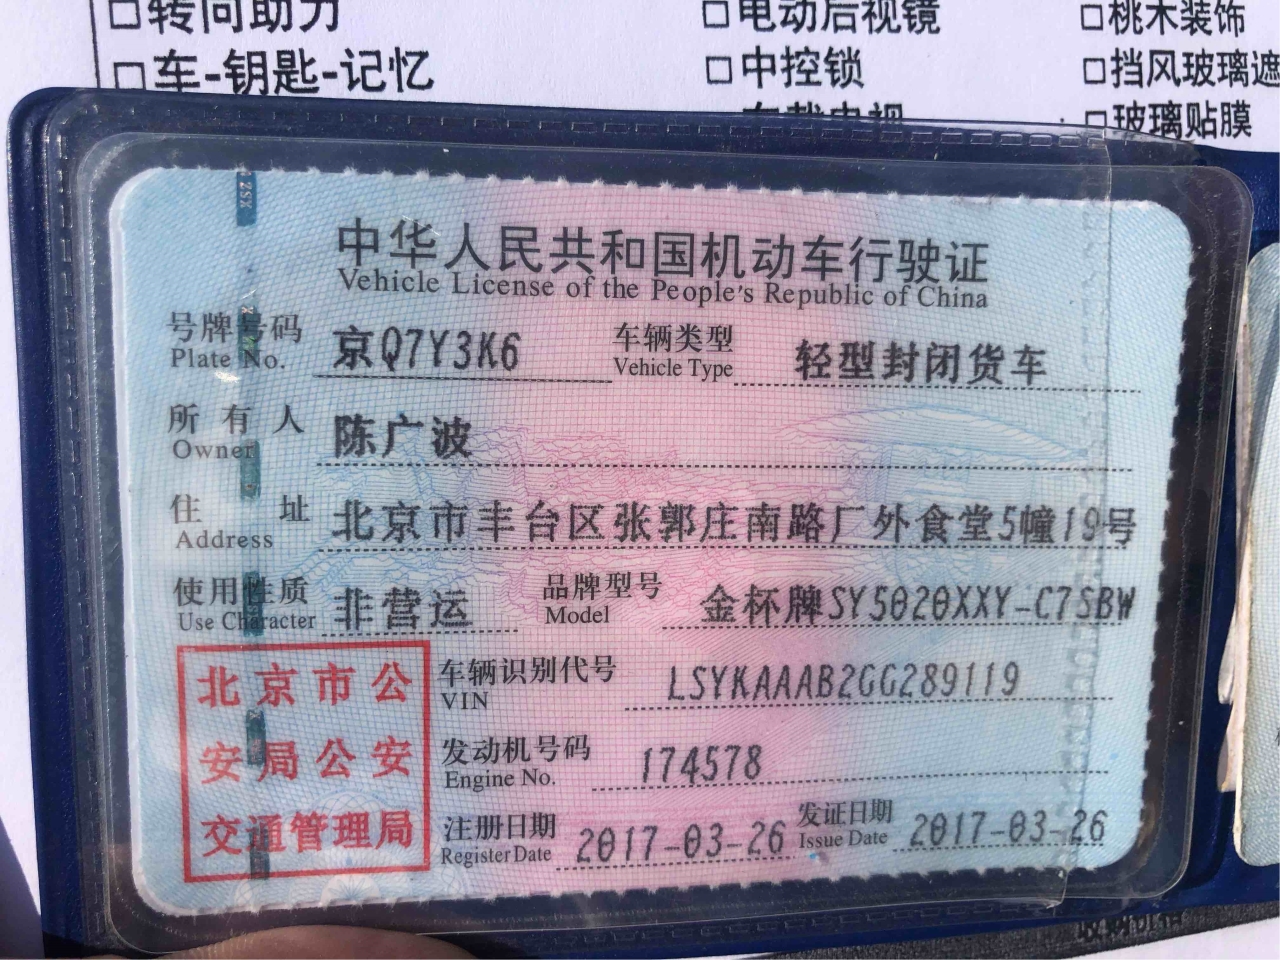 转向助力 □电动后视镜 □桃木装饰
□车-钥匙-记忆 □中控锁 □挡风玻璃遮
车载电视 □玻璃贴膜
中华人民共和国机动车行驶证
Vehicle License of the People's Republic of China
号牌号码 京Q7Y3K6 车辆类型 轻型封闭货车
Plate No. Vehicle Type
所有人 陈广波
Owner
住址 北京市丰台区张郭庄南路厂外食堂5幢19号
Address
使用性质 非营运 品牌型号 金杯牌SY5020XXY-C7SBW
Use Character Model
北京市公 车辆识别代号 LSYKAAAB2GG289119
VIN
安局公安 发动机号码 174578
Engine No.
交通管理局 注册日期 2017-03-26 发证日期 2017-03-26
Register Date Issue Date